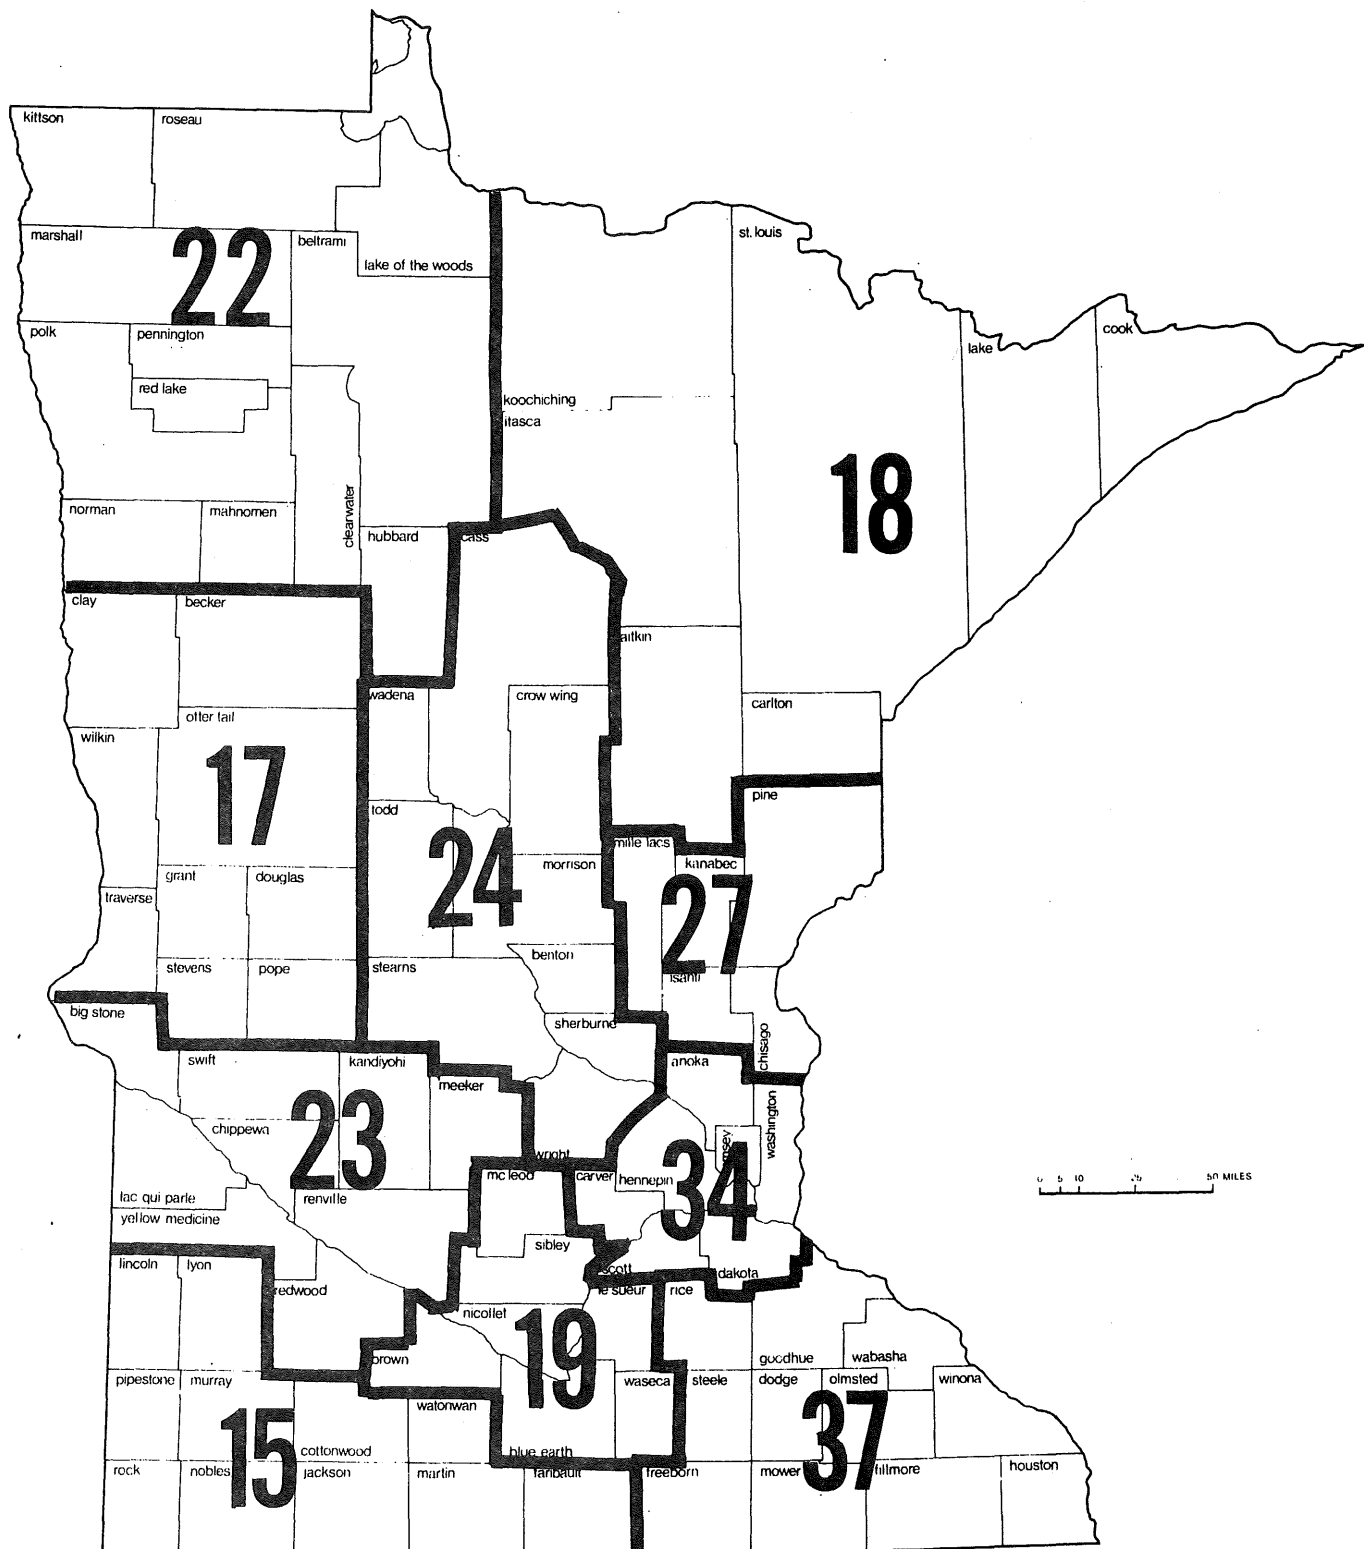 kittson
roseau
marshall
22
beltrami
lake of the woods
st. louis
polk
pennington
lake
cook
red lake
koochiching
itasca
18
norman
mahnomen
clearwater
hubbard
cass
clay
becker
aitkin
wadena
crow wing
carlton
otter tail
wilkin
17
pine
todd
24
mille lacs
kanabec
morrison
27
grant
douglas
traverse
benton
stevens
pope
stearns
isanti
big stone
sherburne
chisago
swift
kandiyohi
anoka
meeker
23
washington
chippewa
wright
34
mc leod
carver
hennepin
50 MILES
5
10
25
lac qui parle
renville
yellow medicine
sibley
lincoln
lyon
scott
dakota
redwood
le sueur
rice
nicollet
19
brown
goodhue
wabasha
pipestone
murray
waseca
steele
dodge
olmsted
winona
15
watonwan
37
cottonwood
blue earth
rock
nobles
jackson
martin
faribault
freeborn
mower
fillmore
houston